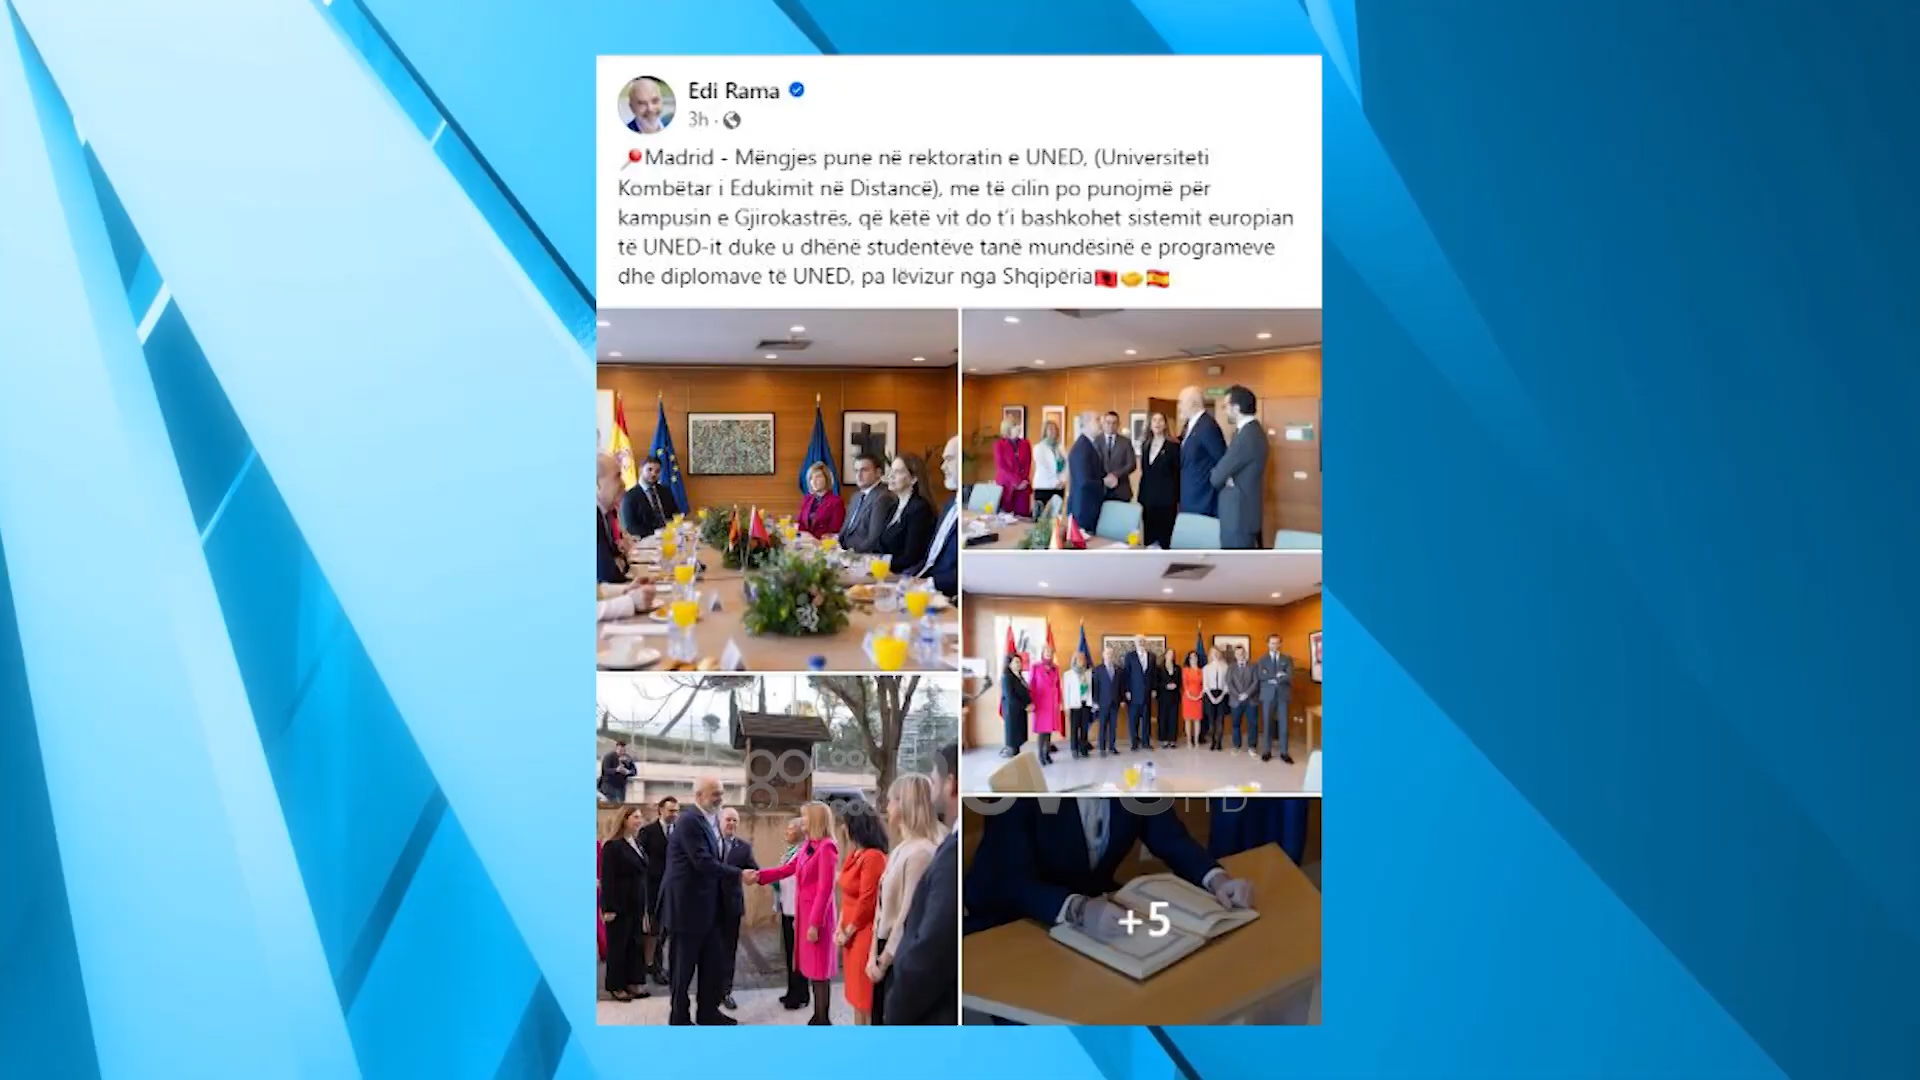 Edi Rama
3h ·
Madrid - Mëngjes pune në rektoratin e UNED, (Universiteti
Kombëtar i Edukimit në Distancë), me të cilin po punojmë për
kampusin e Gjirokastrës, që këtë vit do t'i bashkohet sistemit europian
të UNED-it duke u dhënë studentëve tanë mundësinë e programeve
dhe diplomave të UNED, pa lëvizur nga Shqipëria
news HD
+5